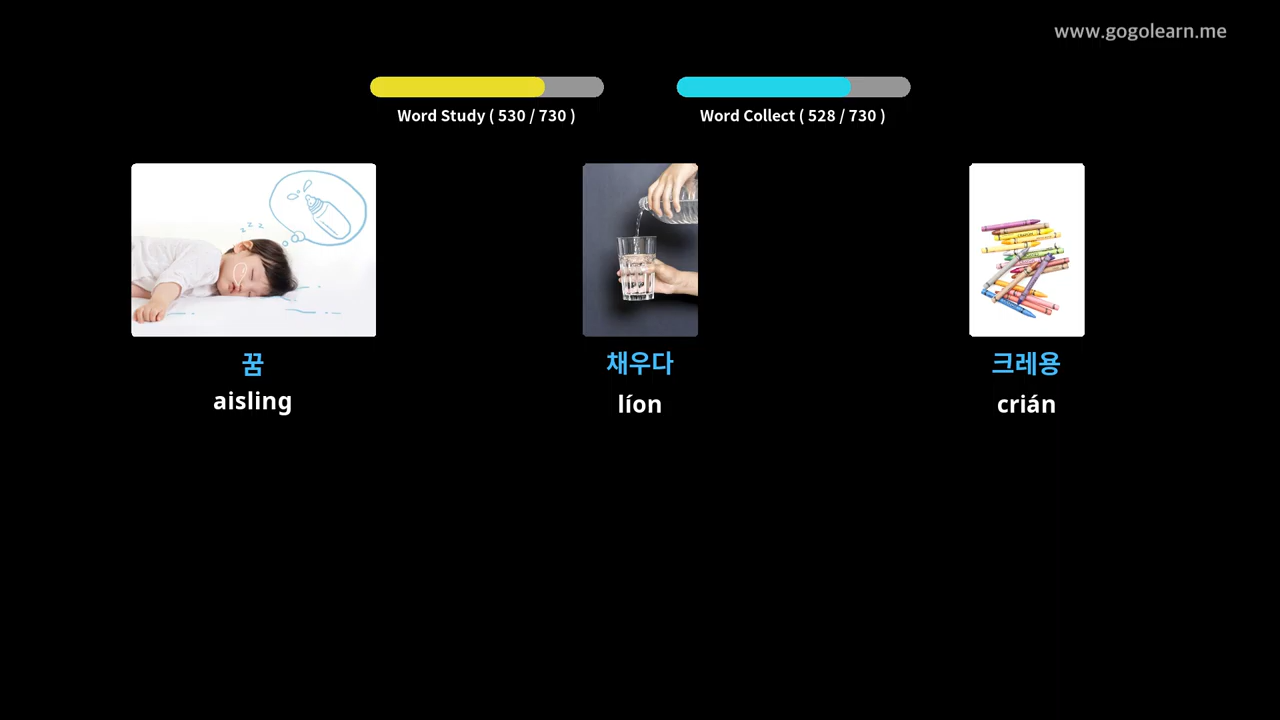 www.gogolearn.me
Word Study ( 530 / 730 )
Word Collect ( 528 / 730 )
z z z
꿈
aisling
채우다
líon
크레용
crián